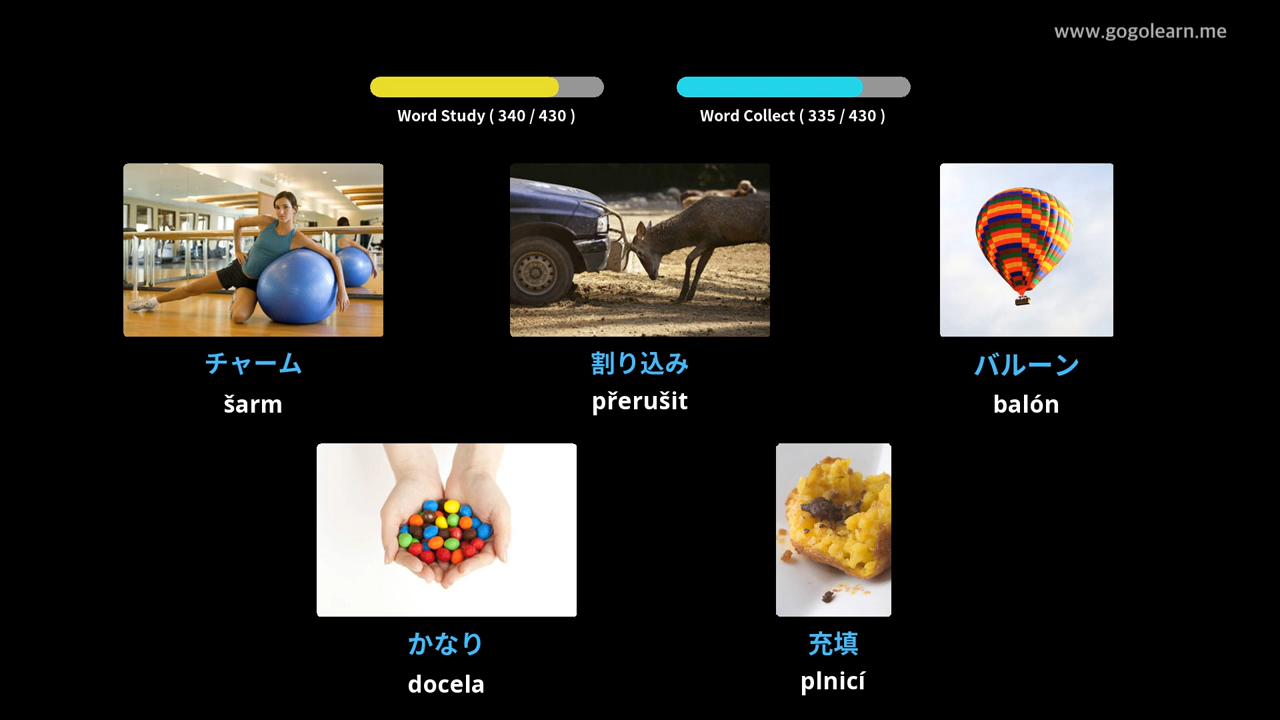 www.gogolearn.me
Word Study ( 340 / 430 )
Word Collect ( 335 / 430 )
チャーム
šarm
割り込み
přerušit
バルーン
balón
かなり
docela
充填
plnicí